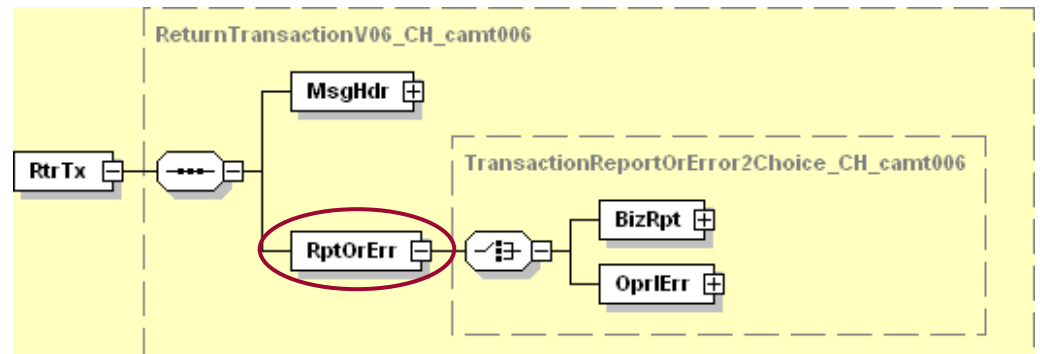 ReturnTransactionV06_CH_camt006
MsgHdr
TransactionReportOrError2Choice_CH_camt006
RtrTx
BizRpt
RptOrErr
OprlErr